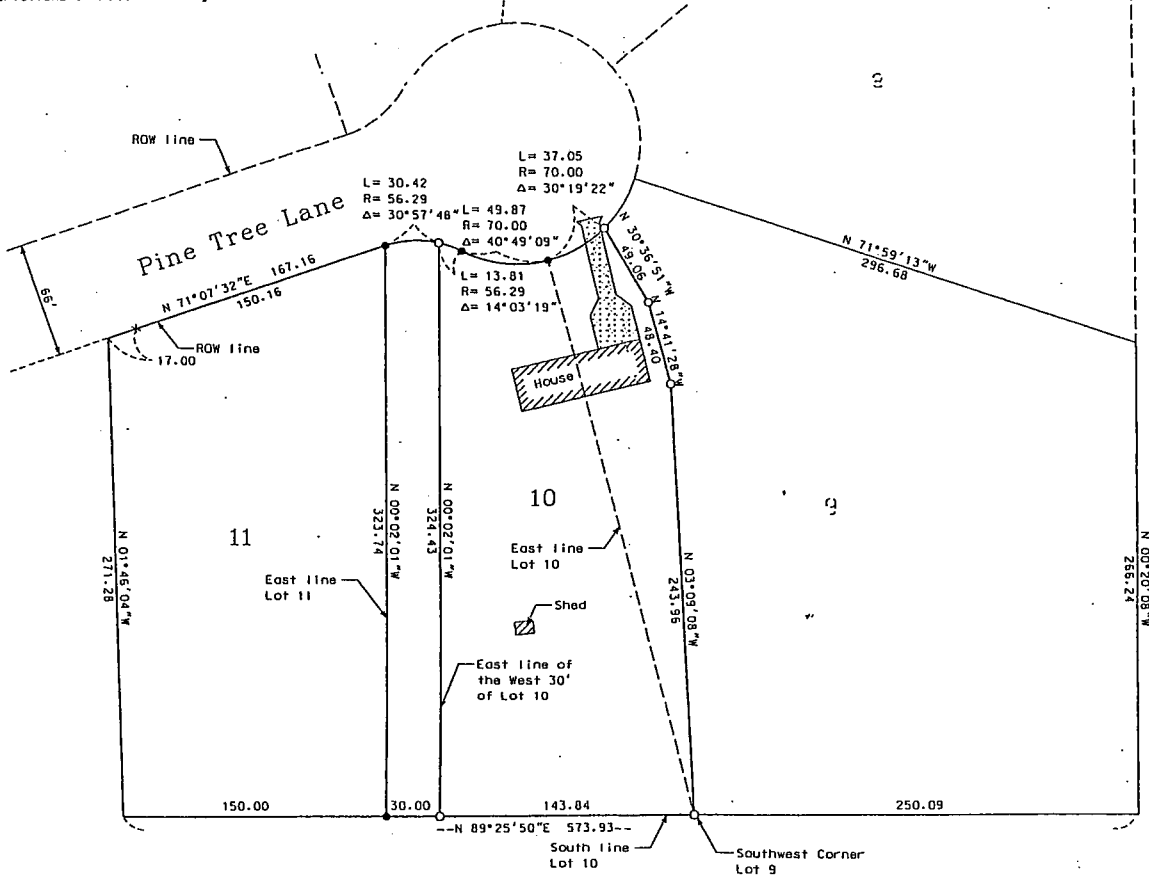 ROW line
Pine Tree Lane
66'
L= 30.42
R= 56.29
Δ= 30°57'48"
L= 49.87
R= 70.00
Δ= 40°49'09"
L= 37.05
R= 70.00
Δ= 30°19'22"
L= 13.81
R= 56.29
Δ= 14°03'19"
N 71°07'32"E 167.16
150.16
ROW line
17.00
N 30°36'51"W
49.06
N 14°41'28"W
48.40
N 71°59'13"W
296.68
House
10
11
East line
Lot 10
East line
Lot 11
Shed
East line of
the West 30'
of Lot 10
N 01°46'04"W
271.28
N 00°02'01"W
323.74
N 00°02'01"W
324.43
N 03°09'08"W
243.96
N 00°20'08"W
266.24
150.00
30.00
143.84
250.09
--N 89°25'50"E 573.93--
South line
Lot 10
Southwest Corner
Lot 9